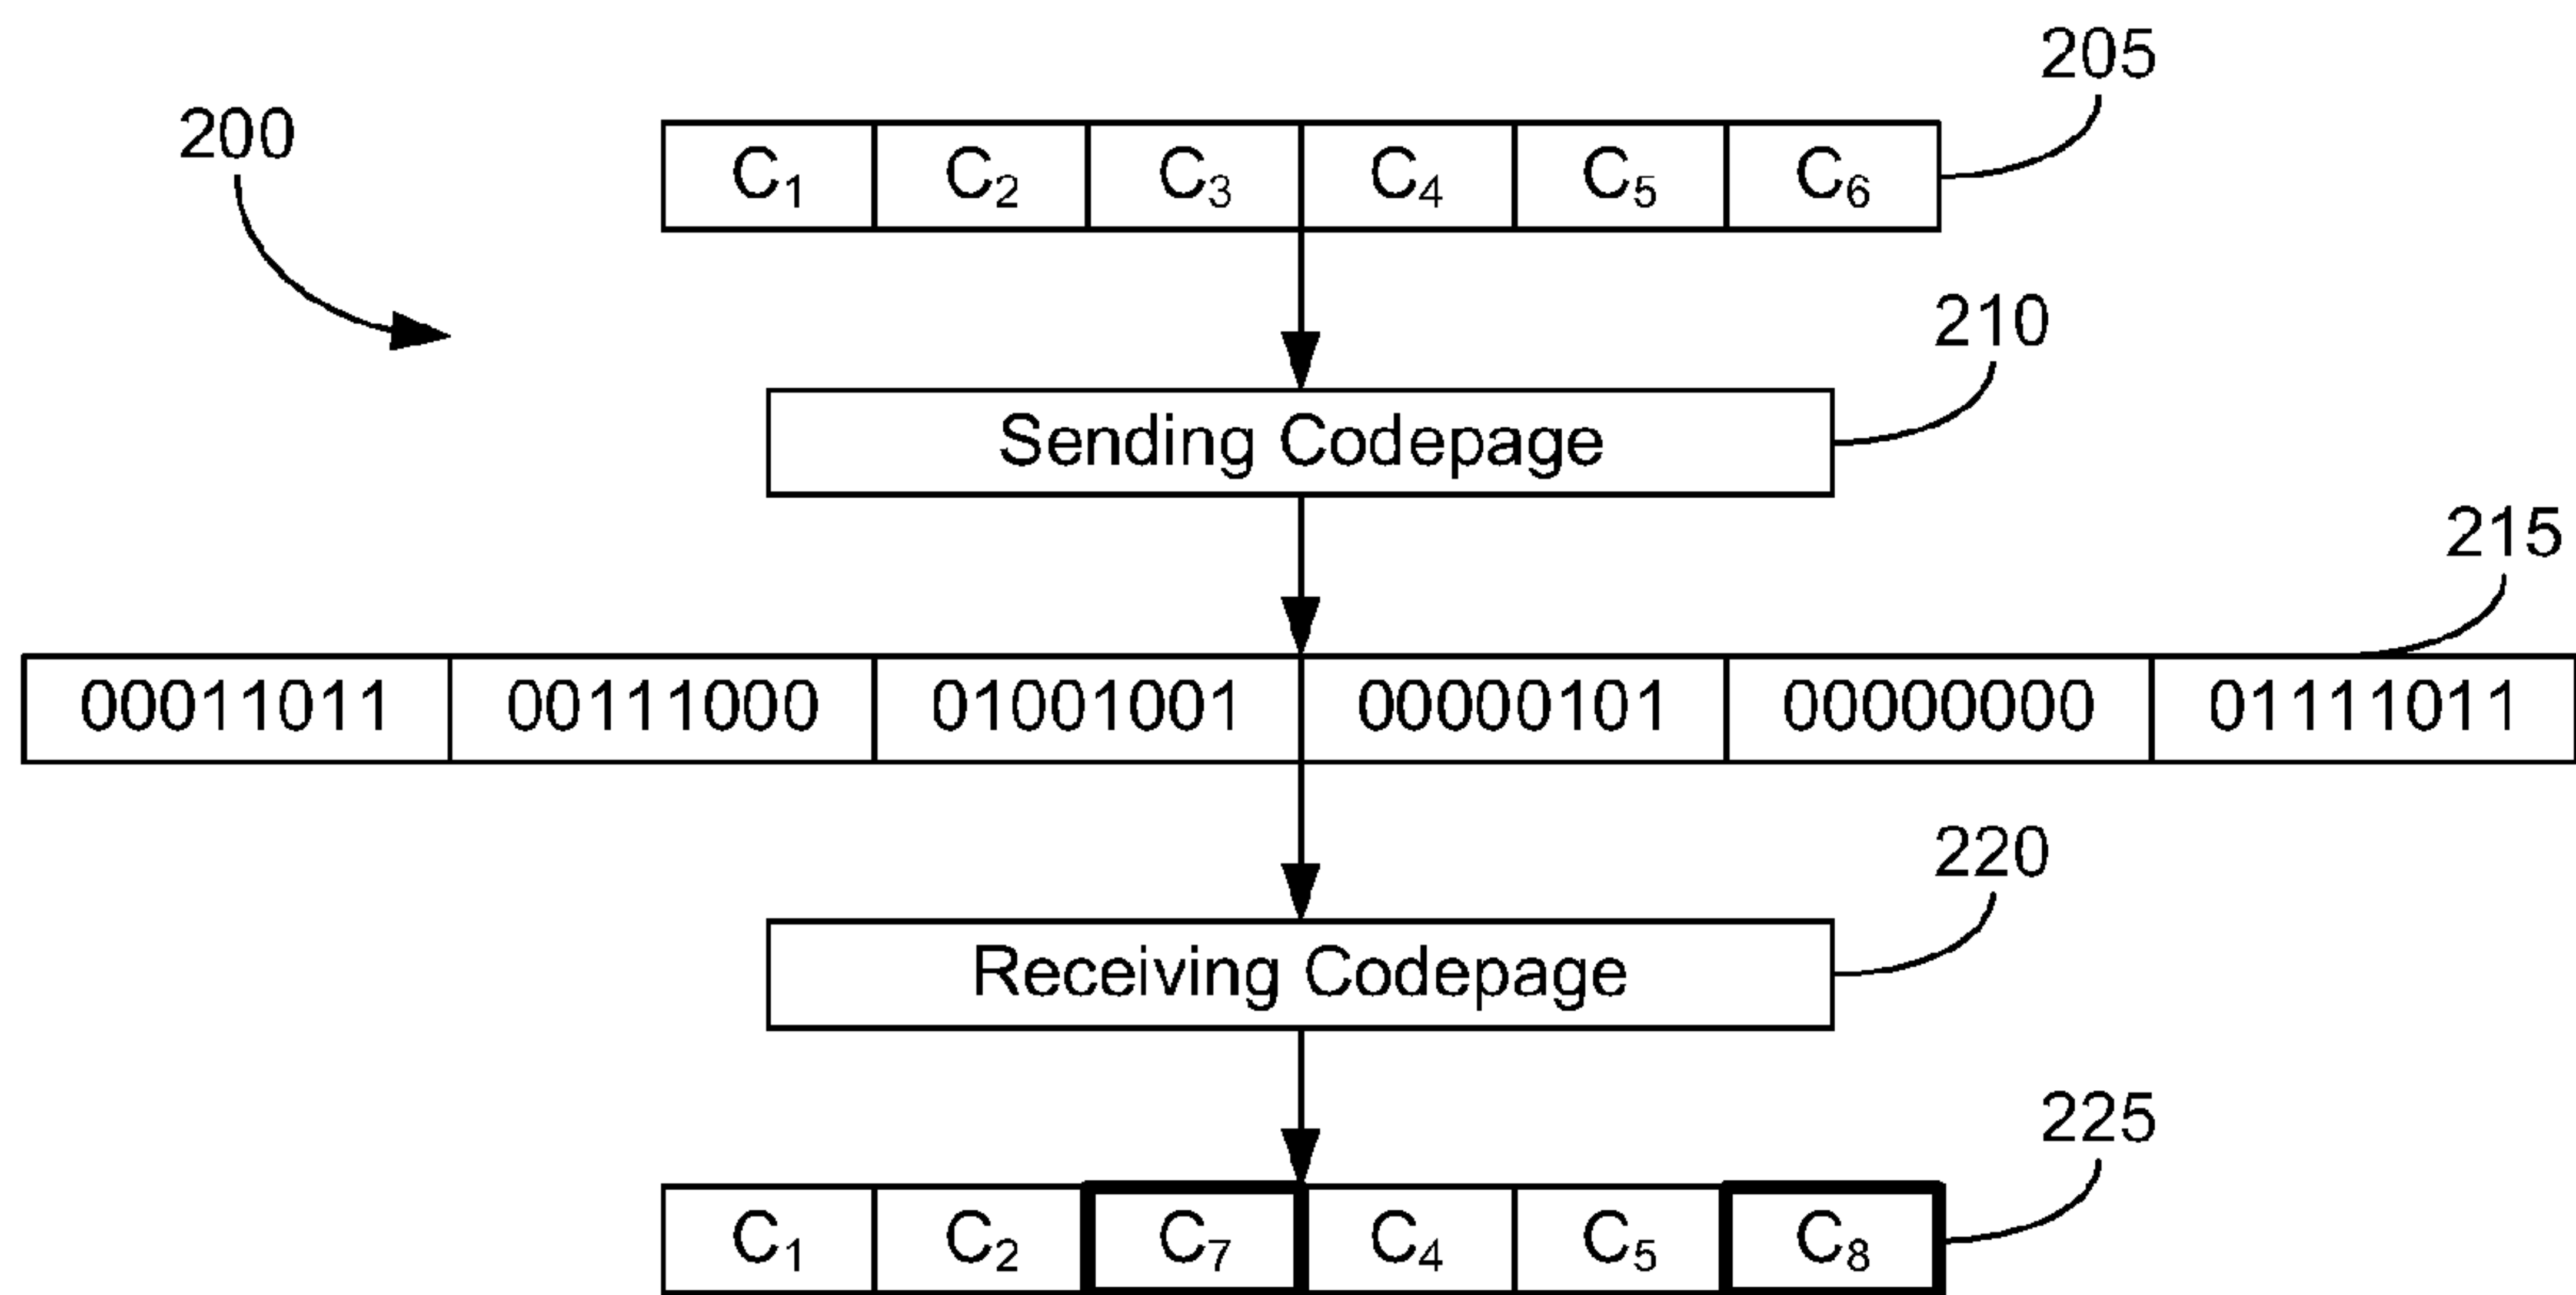 205
200
C₁ C₂ C₃ C₄ C₅ C₆
210
Sending Codepage
215
00011011 00111000 01001001 00000101 00000000 01111011
220
Receiving Codepage
225
C₁ C₂ C₇ C₄ C₅ C₈